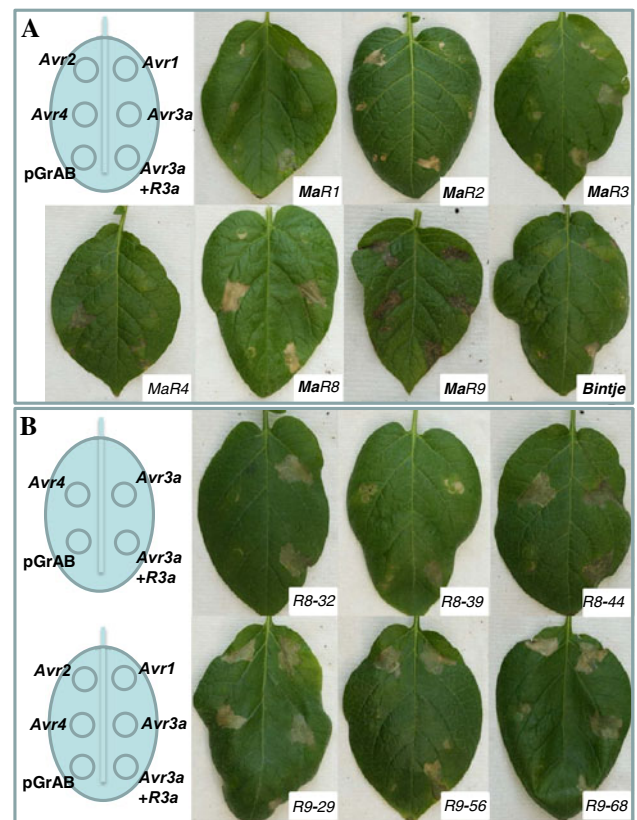 A
Avr2 Avr1
Avr4 Avr3a
pGrAB Avr3a
+R3a
MaR1 MaR2 MaR3
MaR4 MaR8 MaR9 Bintje
B
Avr4 Avr3a
pGrAB Avr3a
+R3a
R8-32 R8-39 R8-44
Avr2 Avr1
Avr4 Avr3a
pGrAB Avr3a
+R3a
R9-29 R9-56 R9-68